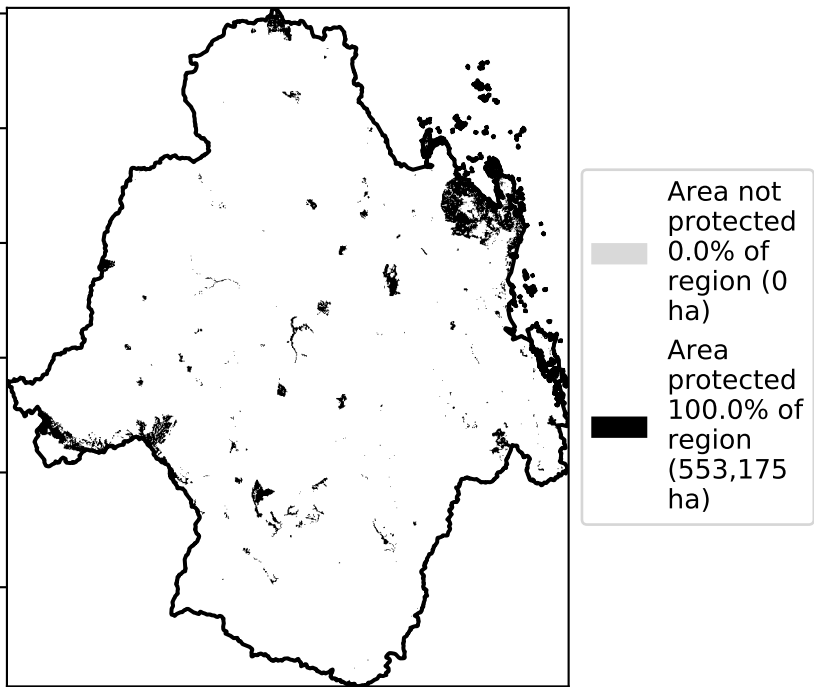 Area not
protected
0.0% of
region (0
ha)
Area
protected
100.0% of
region
(553,175
ha)